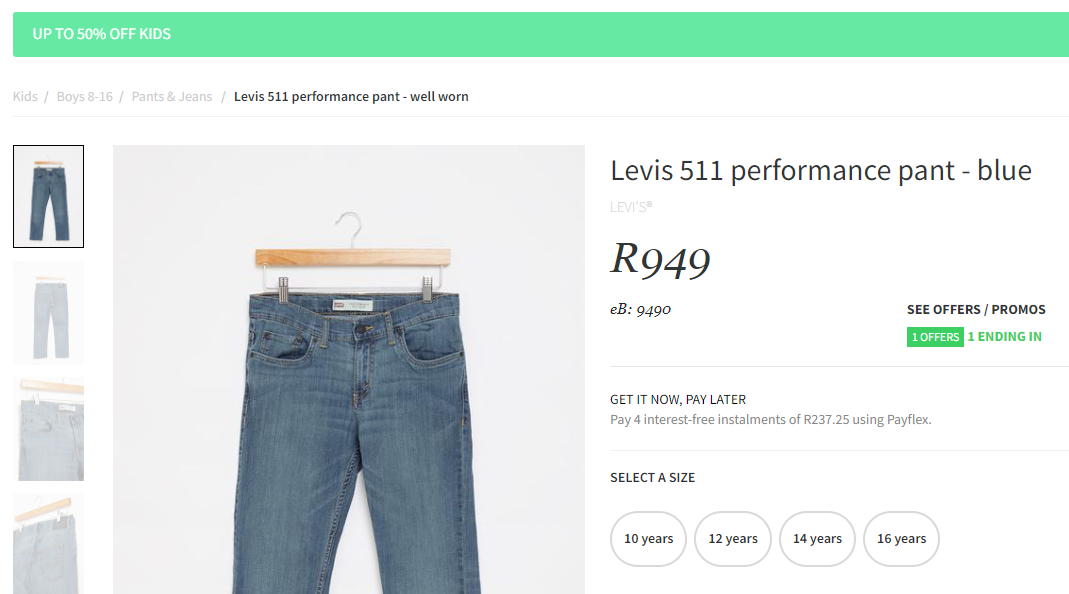 UP TO 50% OFF KIDS
Kids / Boys 8-16 / Pants & Jeans / Levis 511 performance pant - well worn
Levis 511 performance pant - blue
LEVI'S®
R949
eB: 9490
SEE OFFERS / PROMOS
1 OFFERS 1 ENDING IN
GET IT NOW, PAY LATER
Pay 4 interest-free instalments of R237.25 using Payflex.
SELECT A SIZE
10 years 12 years 14 years 16 years